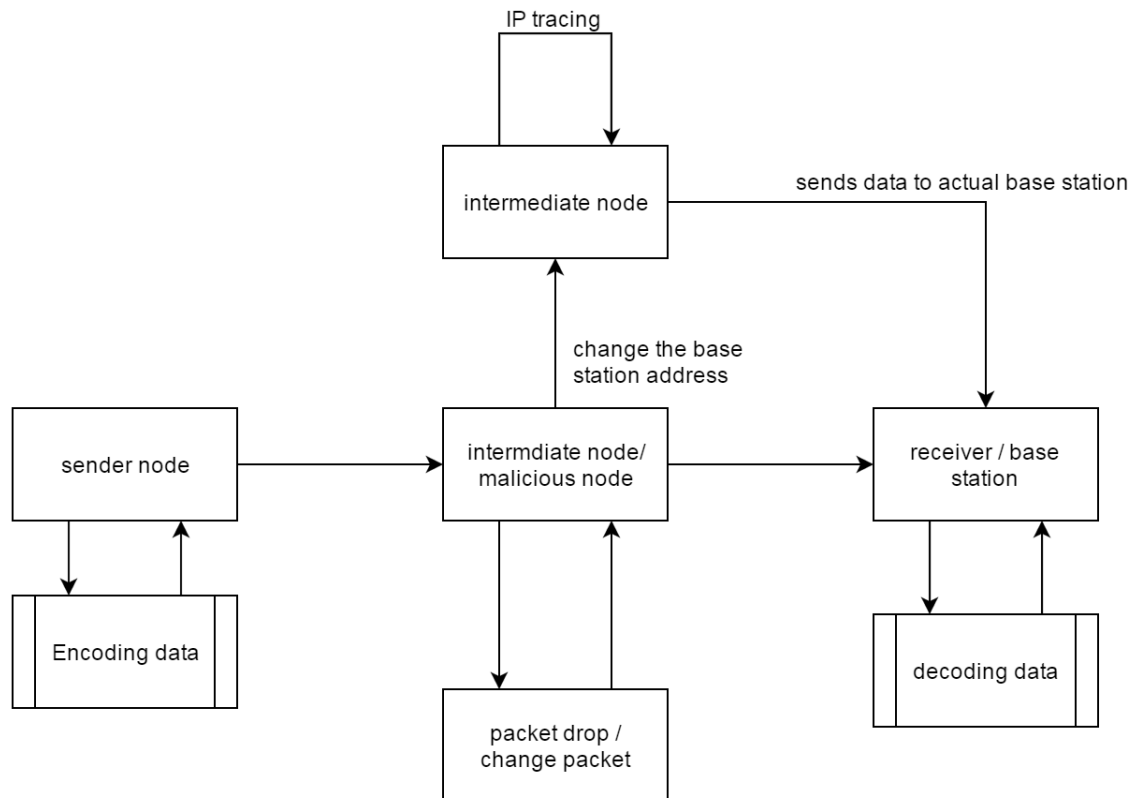 IP tracing
intermediate node
sends data to actual base station
change the base
station address
sender node
intermdiate node/
malicious node
receiver / base
station
Encoding data
decoding data
packet drop /
change packet